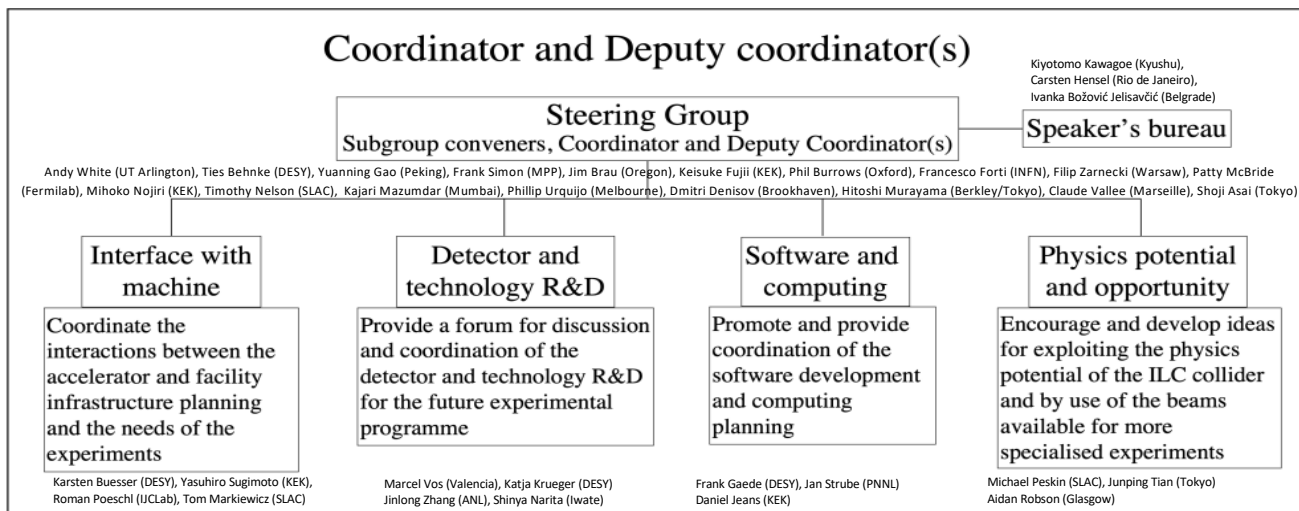 Coordinator and Deputy coordinator(s)
Kiyotomo Kawagoe (Kyushu),
Carsten Hensel (Rio de Janeiro),
Ivanka Božović Jelisavčić (Belgrade)
Steering Group
Subgroup conveners, Coordinator and Deputy Coordinator(s)
Speaker's bureau
Andy White (UT Arlington), Ties Behnke (DESY), Yuanning Gao (Peking), Frank Simon (MPP), Jim Brau (Oregon), Keisuke Fujii (KEK), Phil Burrows (Oxford), Francesco Forti (INFN), Filip Zarnecki (Warsaw), Patty McBride
(Fermilab), Mihoko Nojiri (KEK), Timothy Nelson (SLAC), Kajari Mazumdar (Mumbai), Phillip Urquijo (Melbourne), Dmitri Denisov (Brookhaven), Hitoshi Murayama (Berkley/Tokyo), Claude Vallee (Marseille), Shoji Asai (Tokyo)
Interface with
machine
Coordinate the
interactions between the
accelerator and facility
infrastructure planning
and the needs of the
experiments
Karsten Buesser (DESY), Yasuhiro Sugimoto (KEK),
Roman Poeschl (IJCLab), Tom Markiewicz (SLAC)
Detector and
technology R&D
Provide a forum for discussion
and coordination of the
detector and technology R&D
for the future experimental
programme
Marcel Vos (Valencia), Katja Krueger (DESY)
Jinlong Zhang (ANL), Shinya Narita (Iwate)
Software and
computing
Promote and provide
coordination of the
software development
and computing
planning
Frank Gaede (DESY), Jan Strube (PNNL)
Daniel Jeans (KEK)
Physics potential
and opportunity
Encourage and develop ideas
for exploiting the physics
potential of the ILC collider
and by use of the beams
available for more
specialised experiments
Michael Peskin (SLAC), Junping Tian (Tokyo)
Aidan Robson (Glasgow)